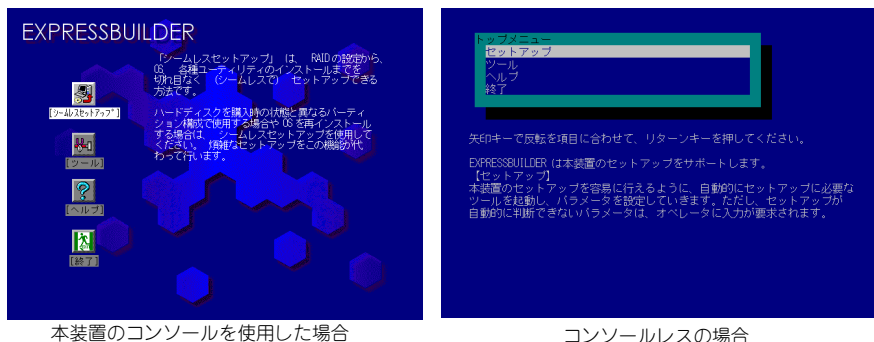 EXPRESSBUILDER
「シームレスセットアップ」 は、 RAIDの設定から、
OS 各種ユーティリティのインストールまでを
切れ目なく （シームレスで） セットアップできる
方法です。
ハードディスクを購入時の状態と異なるパーティ
ション構成で使用する場合や OS を再インストール
する場合は、 シームレスセットアップを使用して
ください。 煩雑なセットアップをこの機能が代
わって行います。
[シームレスセットアップ]
[ツール]
[ヘルプ]
[終了]
本装置のコンソールを使用した場合
トップメニュー
セットアップ
ツール
ヘルプ
終了
矢印キーで反転を項目に合わせて、リターンキーを押してください。
EXPRESSBUILDER は本装置のセットアップをサポートします。
【セットアップ】
本装置のセットアップを容易に行えるように、自動的にセットアップに必要な
ツールを起動し、パラメータを設定していきます。ただし、セットアップが
自動的に判断できないパラメータは、オペレータに入力が要求されます。
コンソールレスの場合